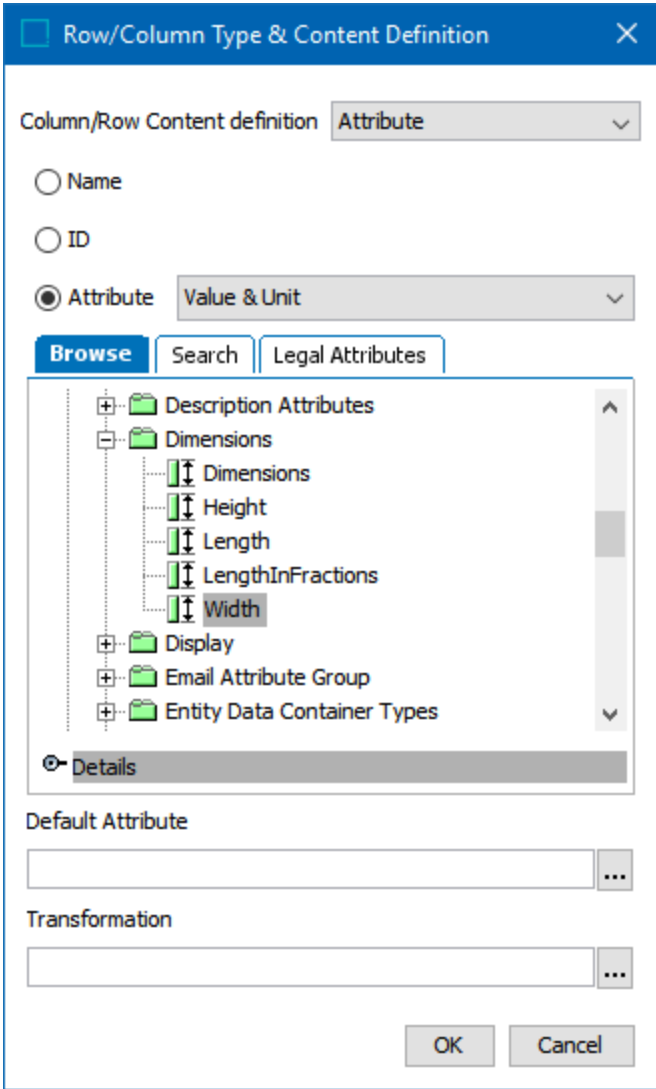 Row/Column Type & Content Definition
Column/Row Content definition Attribute
Name
ID
Attribute Value & Unit
Browse Search Legal Attributes
Description Attributes
Dimensions
Dimensions
Height
Length
LengthInFractions
Width
Display
Email Attribute Group
Entity Data Container Types
Details
Default Attribute
...
Transformation
...
OK Cancel